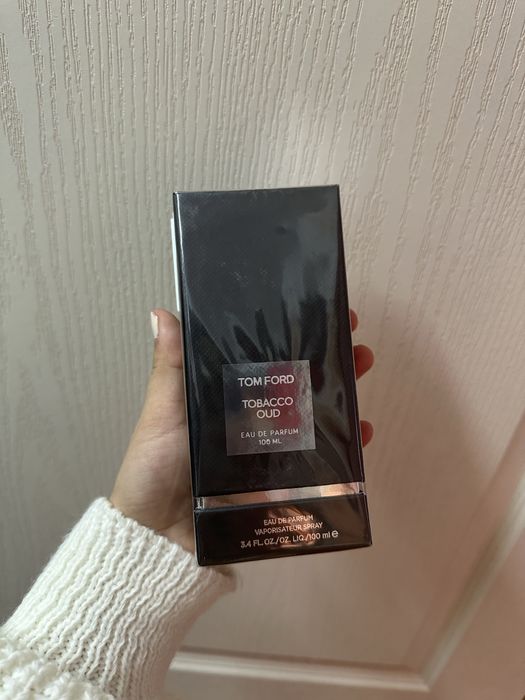 TOM FORD
TOBACCO
OUD
EAU DE PARFUM
100 ML
EAU DE PARFUM
VAPORISATEUR SPRAY
3.4 FL.OZ./OZ. LIQ./100 ml ℮